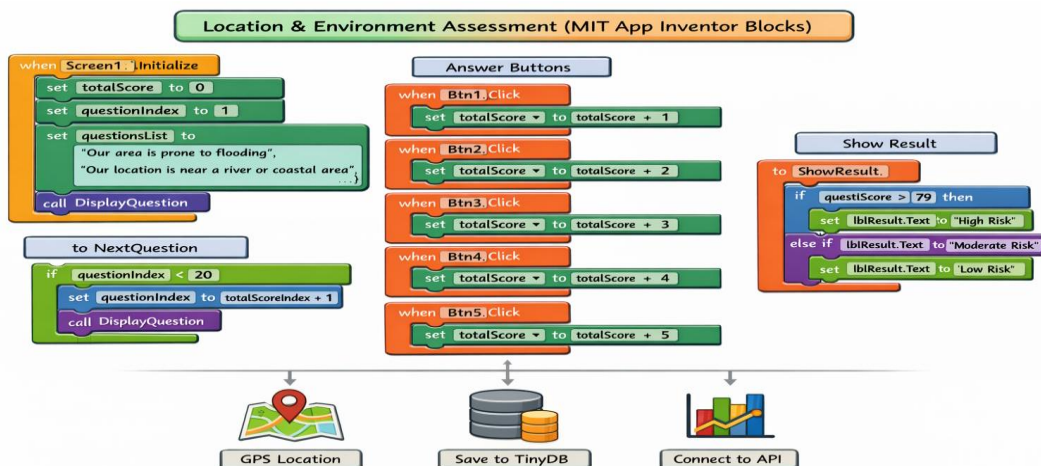 Location & Environment Assessment (MIT App Inventor Blocks)
when Screen1. .Initialize
set totalScore to 0
set questionIndex to 1
set questionsList to
"Our area is prone to flooding",
"Our location is near a river or coastal area",
...}
call DisplayQuestion
to NextQuestion
if questionIndex < 20
set questionIndex to totalScoreIndex + 1
call DisplayQuestion
Answer Buttons
when Btn1.Click
set totalScore to totalScore + 1
when Btn2.Click
set totalScore to totalScore + 2
when Btn3.Click
set totalScore to totalScore + 3
when Btn4.Click
set totalScore to totalScore + 4
when Btn5.Click
set totalScore to totalScore + 5
Show Result
to ShowResult.
if questiScore > 79 then
set lblResult.Text to "High Risk"
else if lblResult.Text to "Moderate Risk"
set lblResult.Text to 'Low Risk"
GPS Location
Save to TinyDB
Connect to API